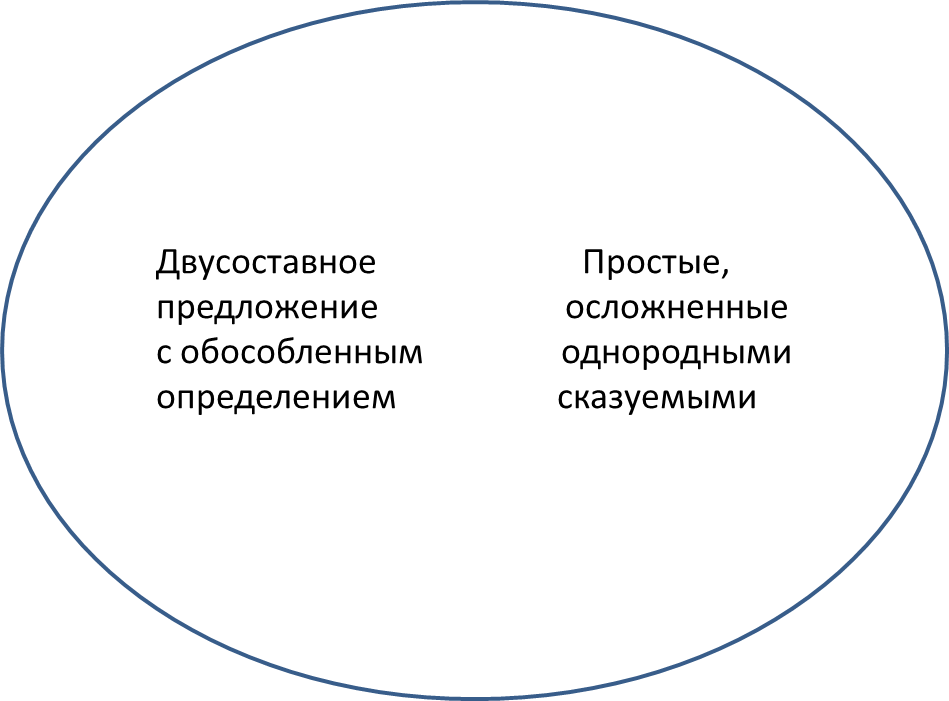 Двусоставное
предложение
с обособленным
определением
Простые,
осложненные
однородными
сказуемыми